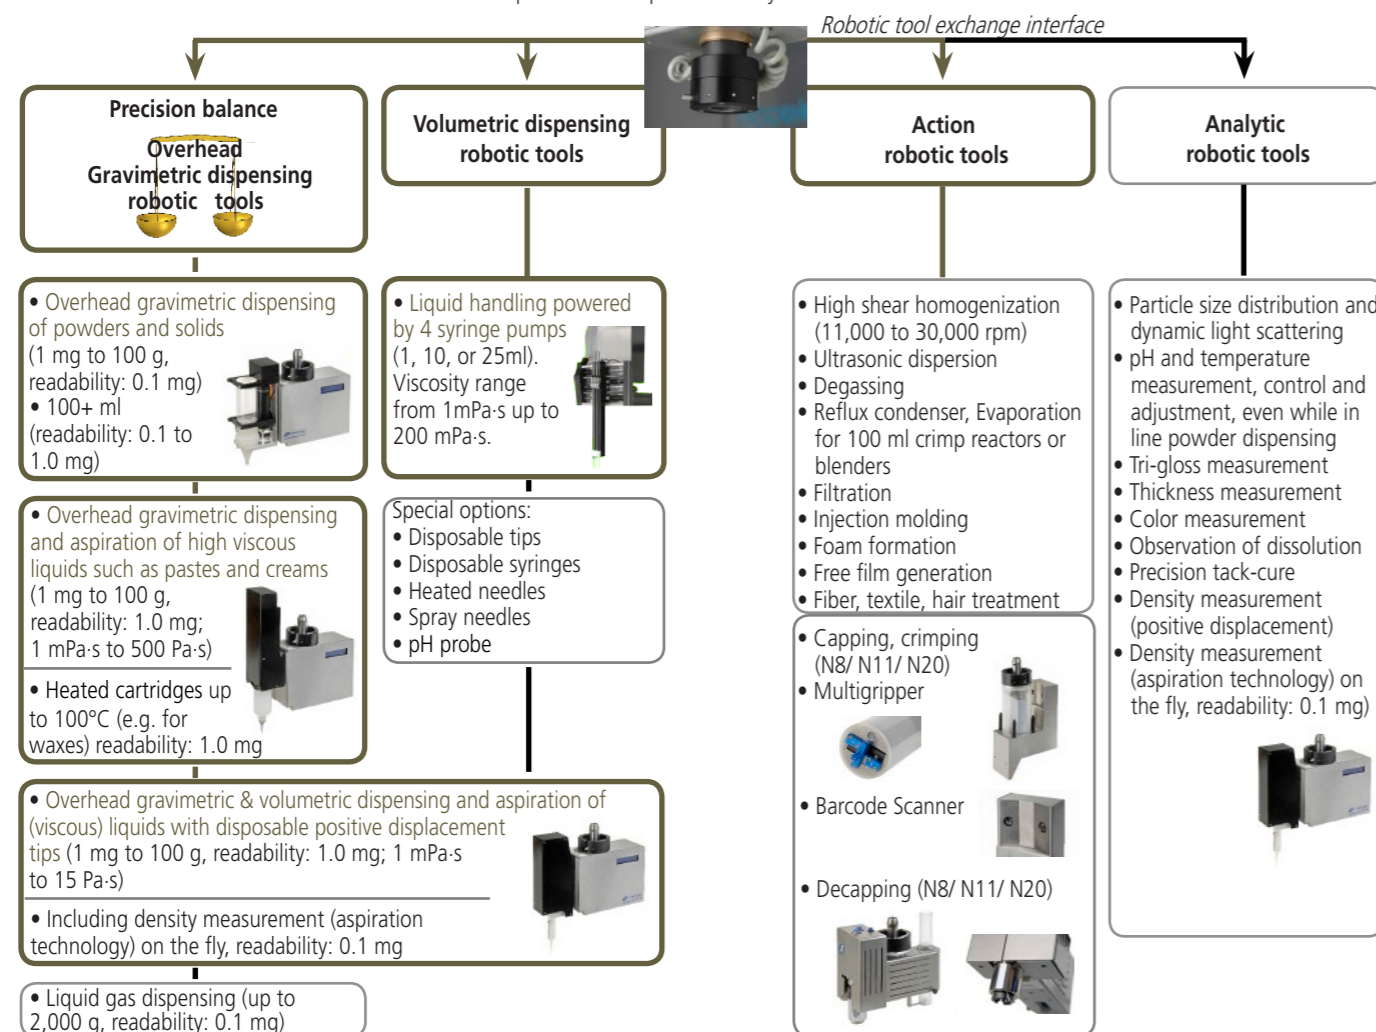 Robotic tool exchange interface
Precision balance
Overhead
Gravimetric dispensing
robotic tools
Volumetric dispensing
robotic tools
Action
robotic tools
Analytic
robotic tools
• Overhead gravimetric dispensing
of powders and solids
(1 mg to 100 g,
readability: 0.1 mg)
• 100+ ml
(readability: 0.1 to
1.0 mg)
• Overhead gravimetric dispensing
and aspiration of high viscous
liquids such as pastes and creams
(1 mg to 100 g,
readability: 1.0 mg;
1 mPa·s to 500 Pa·s)
• Heated cartridges up
to 100°C (e.g. for
waxes) readability: 1.0 mg
• Liquid handling powered
by 4 syringe pumps
(1, 10, or 25ml).
Viscosity range
from 1mPa·s up to
200 mPa·s.
Special options:
• Disposable tips
• Disposable syringes
• Heated needles
• Spray needles
• pH probe
• Overhead gravimetric & volumetric dispensing and aspiration of
(viscous) liquids with disposable positive displacement
tips (1 mg to 100 g, readability: 1.0 mg; 1 mPa·s
to 15 Pa·s)
• Including density measurement (aspiration
technology) on the fly, readability: 0.1 mg
• Liquid gas dispensing (up to
2,000 g, readability: 0.1 mg)
• High shear homogenization
(11,000 to 30,000 rpm)
• Ultrasonic dispersion
• Degassing
• Reflux condenser, Evaporation
for 100 ml crimp reactors or
blenders
• Filtration
• Injection molding
• Foam formation
• Free film generation
• Fiber, textile, hair treatment
• Capping, crimping
(N8/ N11/ N20)
• Multigripper
• Barcode Scanner
• Decapping (N8/ N11/ N20)
• Particle size distribution and
dynamic light scattering
• pH and temperature
measurement, control and
adjustment, even while in
line powder dispensing
• Tri-gloss measurement
• Thickness measurement
• Color measurement
• Observation of dissolution
• Precision tack-cure
• Density measurement
(positive displacement)
• Density measurement
(aspiration technology) on
the fly, readability: 0.1 mg)